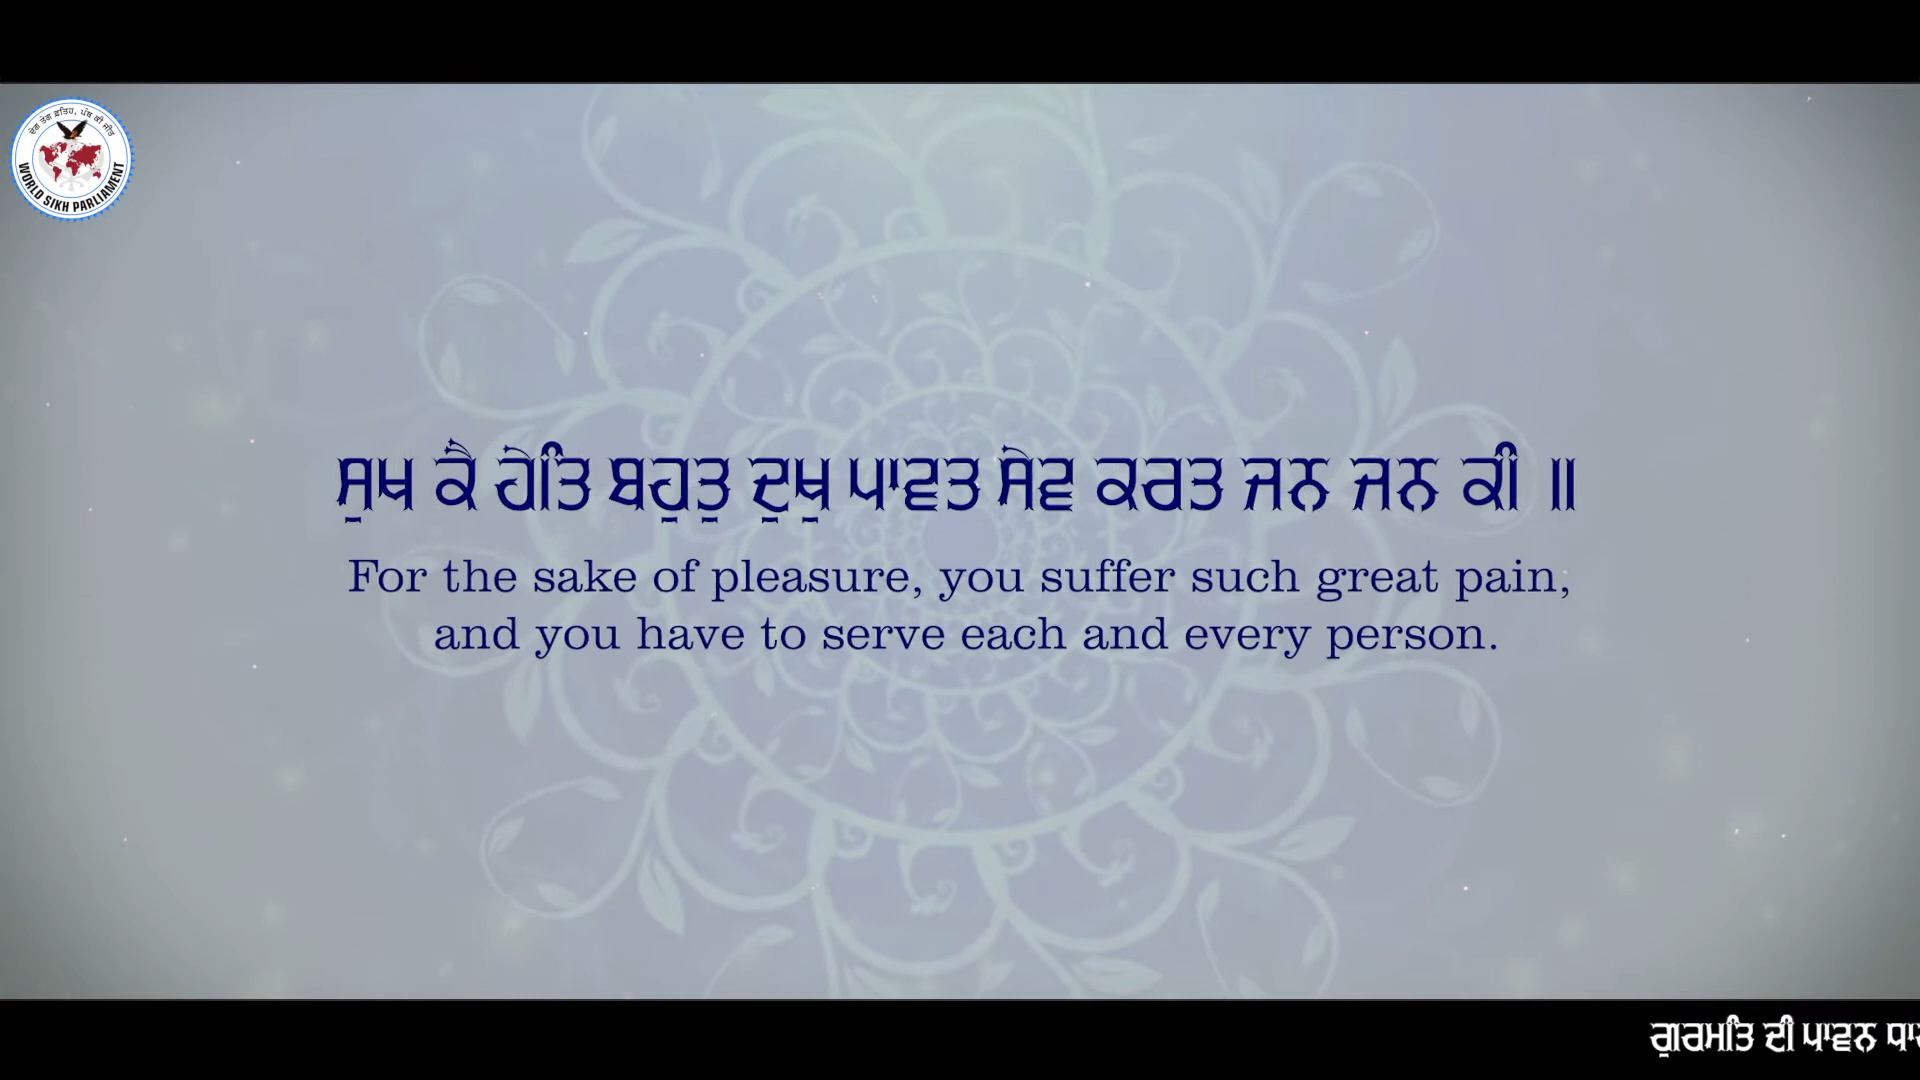 ਦੇਗ ਤੇਗ ਫ਼ਤਿਹ, ਪੰਥ ਕੀ ਜੀਤ
WORLD SIKH PARLIAMENT
ਸੁਖ ਕੈ ਹੇਤਿ ਬਹੁਤੁ ਦੁਖੁ ਪਾਵਤ ਸੇਵ ਕਰਤ ਜਨ ਜਨ ਕੀ ॥
For the sake of pleasure, you suffer such great pain,
and you have to serve each and every person.
ਗੁਰਮਤਿ ਦੀ ਪਾਵਨ